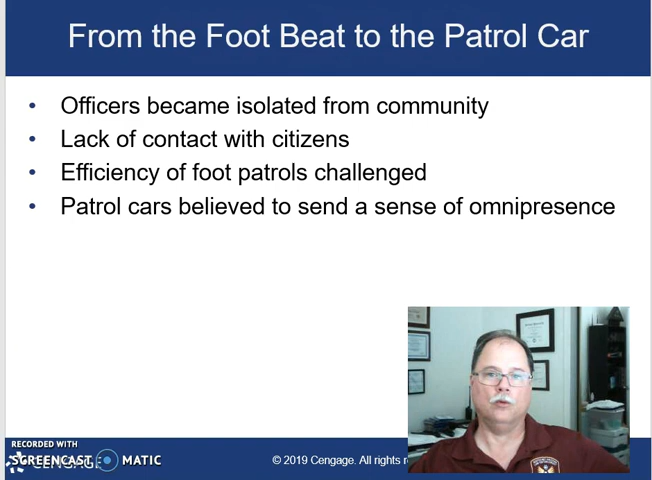 From the Foot Beat to the Patrol Car
• Officers became isolated from community
• Lack of contact with citizens
• Efficiency of foot patrols challenged
• Patrol cars believed to send a sense of omnipresence
RECORDED WITH
SCREENCAST MATIC
CENGAGE
© 2019 Cengage. All rights